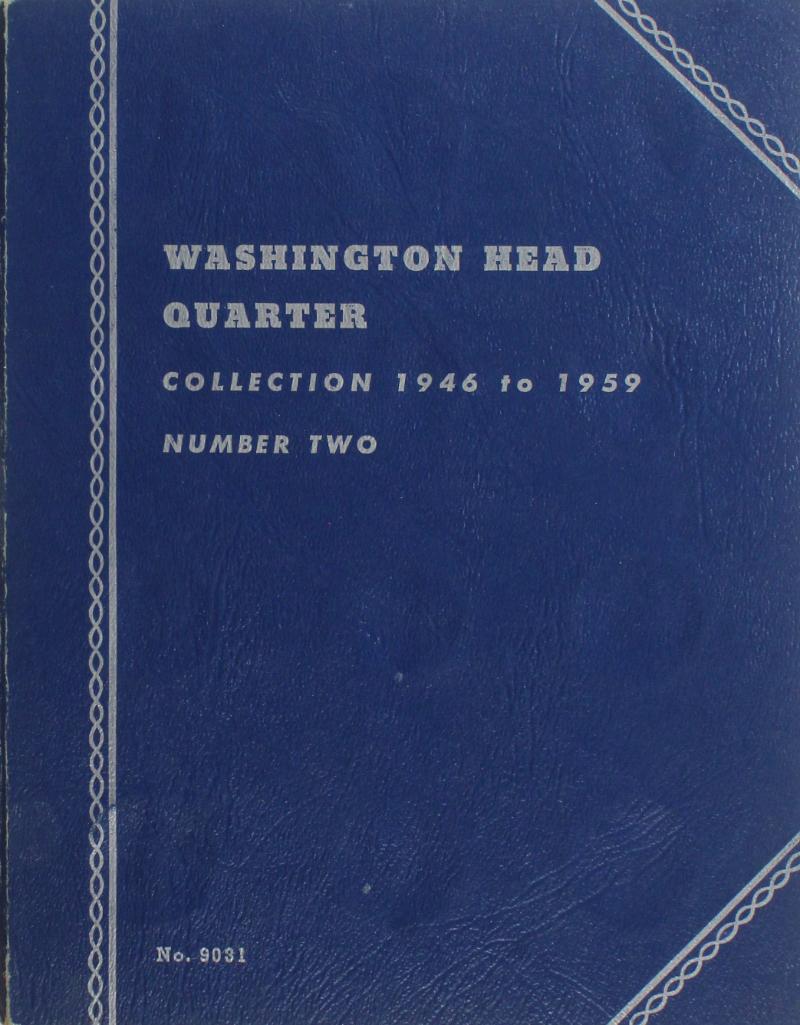 WASHINGTON HEAD
QUARTER
COLLECTION 1946 to 1959
NUMBER TWO
No. 9031